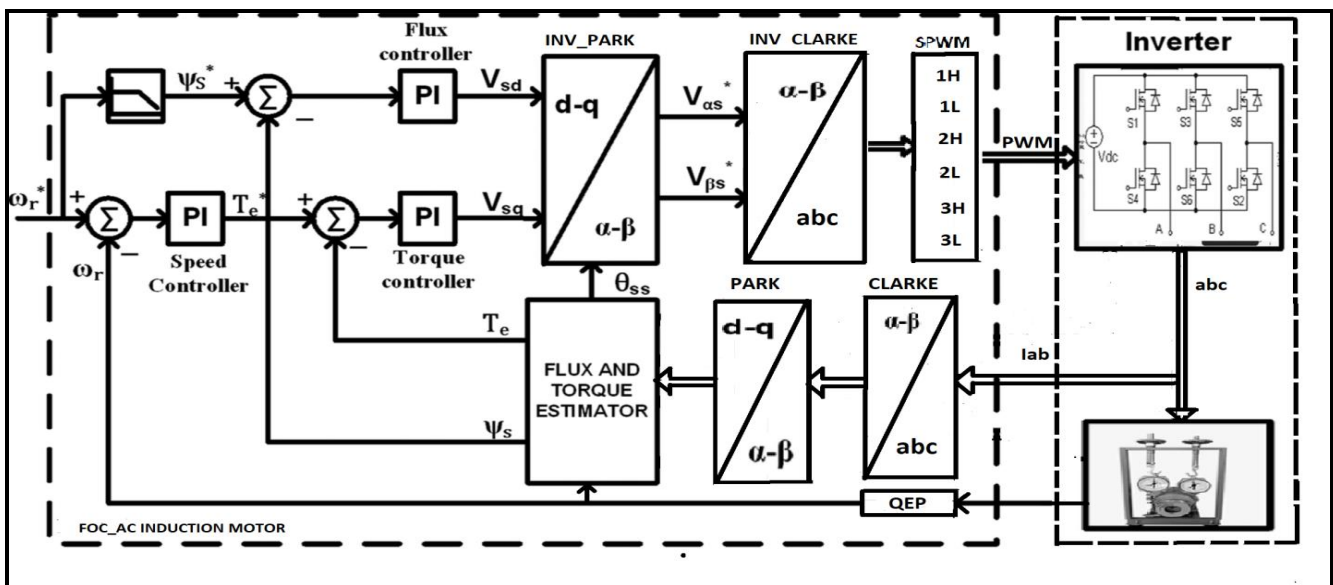 Flux
controller
INV_PARK
INV CLARKE
SPWM
Inverter
ψS*
+
Σ
−
PI
Vsd
d-q
α-β
Vαs*
Vβs*
α-β
abc
1H
1L
2H
2L
3H
3L
PWM
S1
S3
S5
Vdc
S4
S6
S2
A
B
C
ωr*
+
Σ
−
ωr
PI
Speed
Controller
Te*
+
Σ
−
PI
Torque
controller
Vsq
θss
abc
PARK
CLARKE
Te
FLUX AND
TORQUE
ESTIMATOR
d-q
α-β
α-β
abc
Iab
ψs
QEP
FOC_AC INDUCTION MOTOR